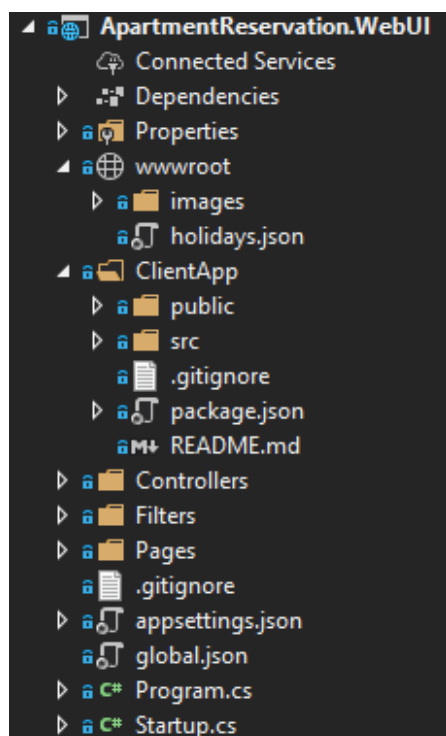 ApartmentReservation.WebUI
Connected Services
Dependencies
Properties
wwwroot
images
holidays.json
ClientApp
public
src
.gitignore
package.json
M+ README.md
Controllers
Filters
Pages
.gitignore
appsettings.json
global.json
C# Program.cs
C# Startup.cs